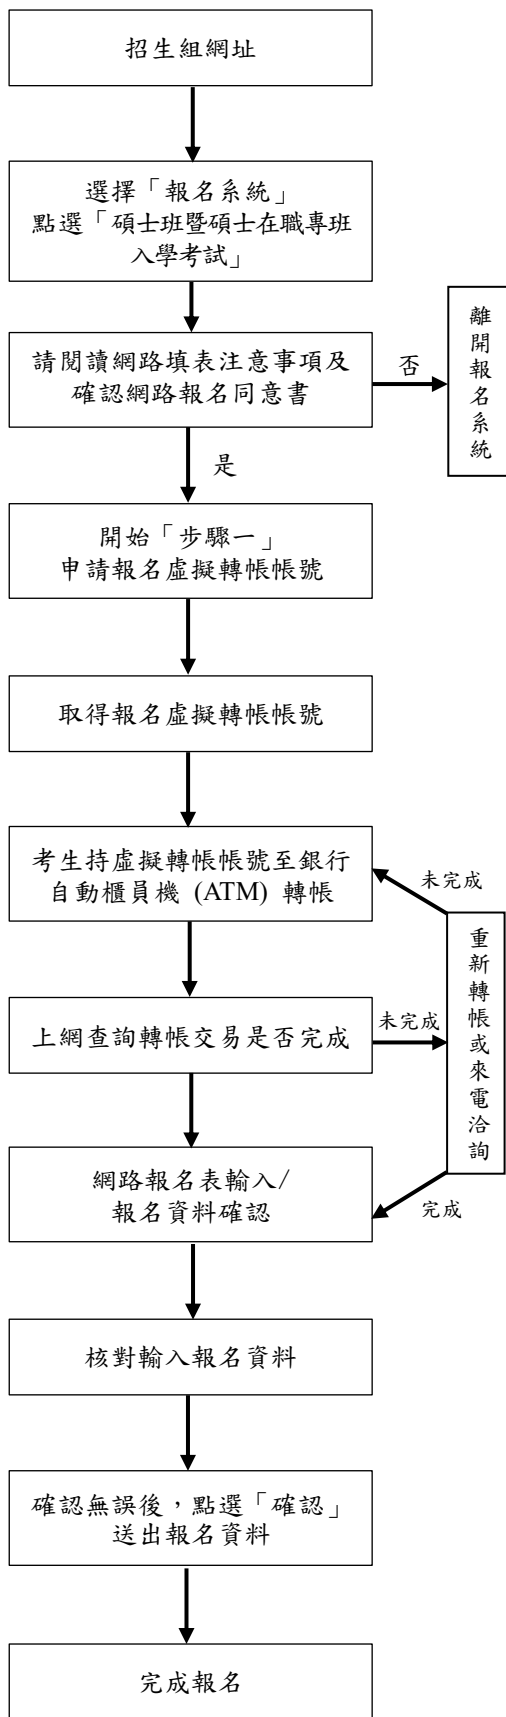 招生組網址
選擇「報名系統」
點選「碩士班暨碩士在職專班
入學考試」
請閱讀網路填表注意事項及
確認網路報名同意書
否
離開報名系統
是
開始「步驟一」
申請報名虛擬轉帳帳號
取得報名虛擬轉帳帳號
考生持虛擬轉帳帳號至銀行
自動櫃員機 (ATM) 轉帳
未完成
上網查詢轉帳交易是否完成
未完成
重新轉帳或來電洽詢
網路報名表輸入/
報名資料確認
完成
核對輸入報名資料
確認無誤後，點選「確認」
送出報名資料
完成報名